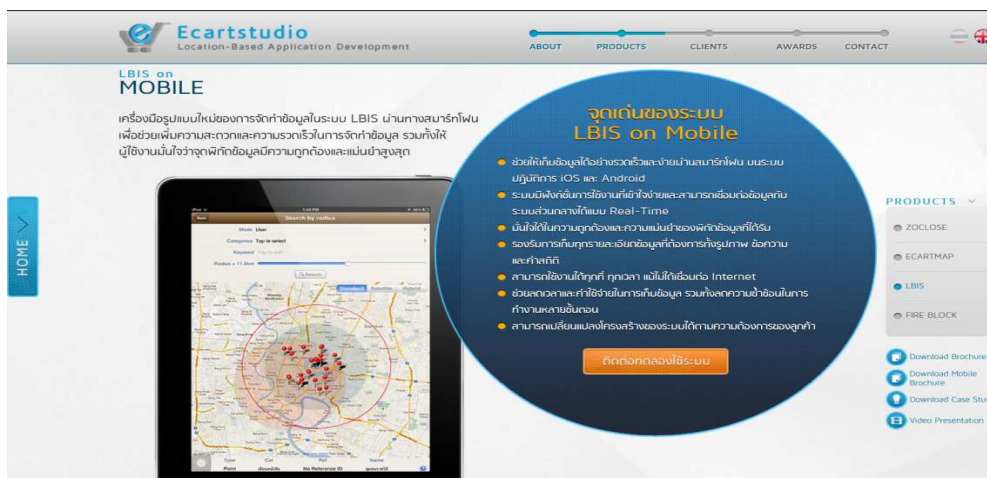 Ecartstudio
Location-Based Application Development
ABOUT
PRODUCTS
CLIENTS
AWARDS
CONTACT
LBIS on
MOBILE
เครื่องมือรูปแบบใหม่ของการจัดทำข้อมูลในระบบ LBIS ผ่านทางสมาร์ทโฟน
เพื่อช่วยเพิ่มความสะดวกและความรวดเร็วในการจัดทำข้อมูล รวมทั้งให้
ผู้ใช้งานมั่นใจว่าจุดพิกัดข้อมูลมีความถูกต้องและแม่นยำสูงสุด
HOME
iPad
Back
Search by radius
Mode User
Categories Tap to select
Keyword Tap to edit
Radius = 11.0km
Search
Standard
Satellite
Hybrid
Type
Cat
Ref
Name
Point
No Reference ID
จุดเด่นของระบบ
LBIS on Mobile
ช่วยให้เก็บข้อมูลได้อย่างรวดเร็วและง่ายผ่านสมาร์ทโฟน บนระบบ
ปฏิบัติการ iOS และ Android
ระบบมีฟังก์ชั่นการใช้งานที่เข้าใจง่ายและสามารถเชื่อมต่อข้อมูลกับ
ระบบส่วนกลางได้แบบ Real-Time
มั่นใจได้ในความถูกต้องและความแม่นยำของพิกัดข้อมูลที่ได้รับ
รองรับการเก็บทุกรายละเอียดข้อมูลที่ต้องการทั้งรูปภาพ ข้อความ
และค่าสถิติ
สามารถใช้งานได้ทุกที่ ทุกเวลา แม้ไม่ได้เชื่อมต่อ Internet
ช่วยลดเวลาและค่าใช้จ่ายในการเก็บข้อมูล รวมทั้งลดความซ้ำซ้อนในการ
ทำงานหลายขั้นตอน
สามารถเปลี่ยนแปลงโครงสร้างของระบบได้ตามความต้องการของลูกค้า
ติดต่อทดลองใช้ระบบ
PRODUCTS
ZOCLOSE
ECARTMAP
LBIS
FIRE BLOCK
Download Brochure
Download Mobile
Brochure
Download Case Stu
Video Presentation